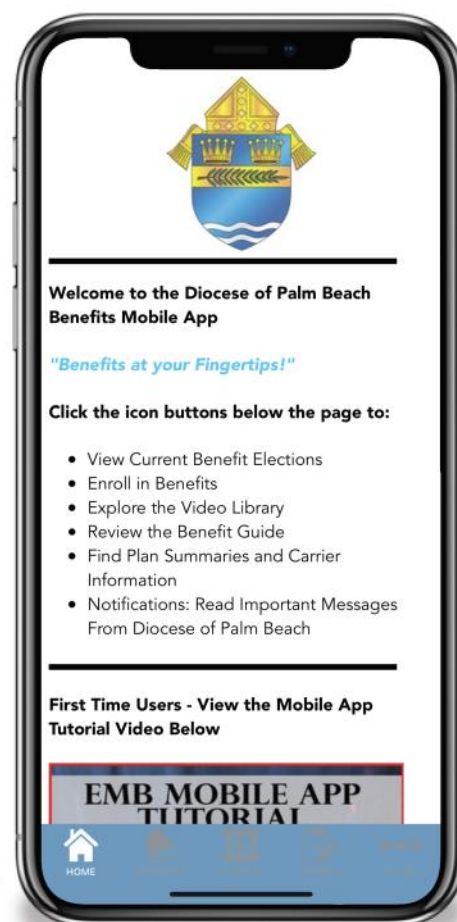 Welcome to the Diocese of Palm Beach
Benefits Mobile App
"Benefits at your Fingertips!"
Click the icon buttons below the page to:
• View Current Benefit Elections
• Enroll in Benefits
• Explore the Video Library
• Review the Benefit Guide
• Find Plan Summaries and Carrier
Information
• Notifications: Read Important Messages
From Diocese of Palm Beach
First Time Users - View the Mobile App
Tutorial Video Below
EMB MOBILE APP
TUTORIAL
HOME